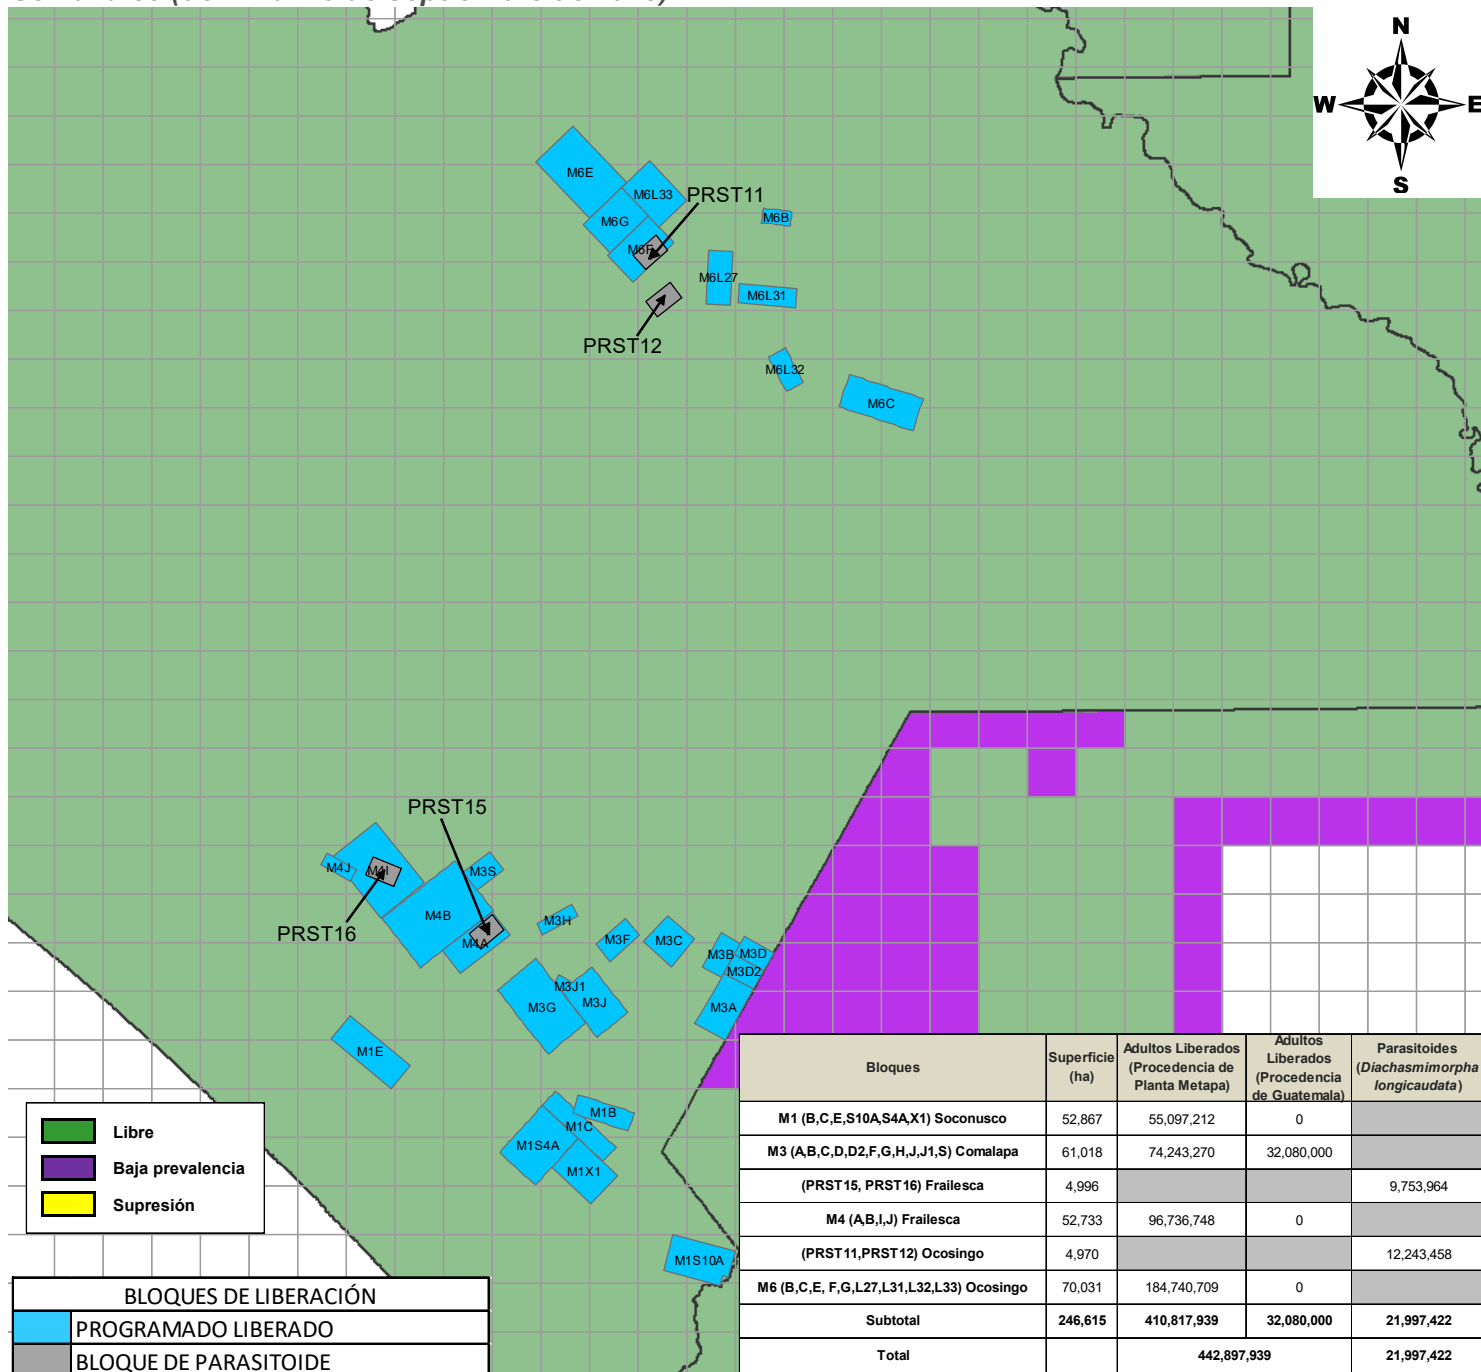 N
W
E
S
M6E
M6L33
PRST11
M6G
M6B
M6F
M6L27
M6L31
PRST12
M6L32
M6C
PRST15
M4J
M4I
M3S
M4B
PRST16
M4A
M3H
M3F
M3C
M3B
M3D
M3D2
M3J1
M3G
M3J
M3A
M1E
M1B
M1C
M1S4A
M1X1
M1S10A
Libre
Baja prevalencia
Supresión
BLOQUES DE LIBERACIÓN
PROGRAMADO LIBERADO
BLOQUE DE PARASITOIDE
Bloques
Superficie
(ha)
Adultos Liberados
(Procedencia de
Planta Metapa)
Adultos
Liberados
(Procedencia
de Guatemala)
Parasitoides
(Diachasmimorpha
longicaudata)
M1 (B,C,E,S10A,S4A,X1) Soconusco 52,867 55,097,212 0
M3 (A,B,C,D,D2,F,G,H,J,J1,S) Comalapa 61,018 74,243,270 32,080,000
(PRST15, PRST16) Frailesca 4,996 9,753,964
M4 (A,B,I,J) Frailesca 52,733 96,736,748 0
(PRST11,PRST12) Ocosingo 4,970 12,243,458
M6 (B,C,E, F,G,L27,L31,L32,L33) Ocosingo 70,031 184,740,709 0
Subtotal 246,615 410,817,939 32,080,000 21,997,422
Total 442,897,939 21,997,422